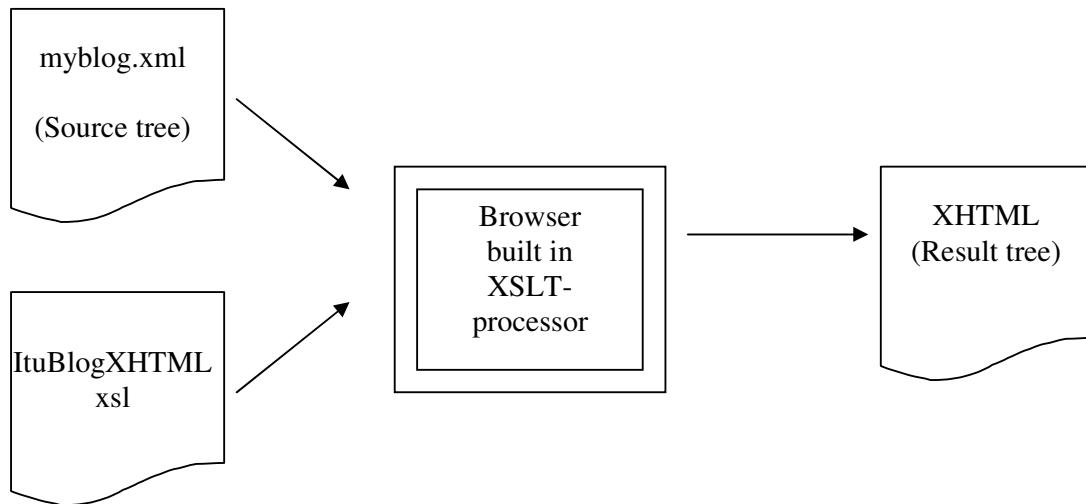 myblog.xml
(Source tree)
ItuBlogXHTML
xsl
Browser
built in
XSLT-
processor
XHTML
(Result tree)